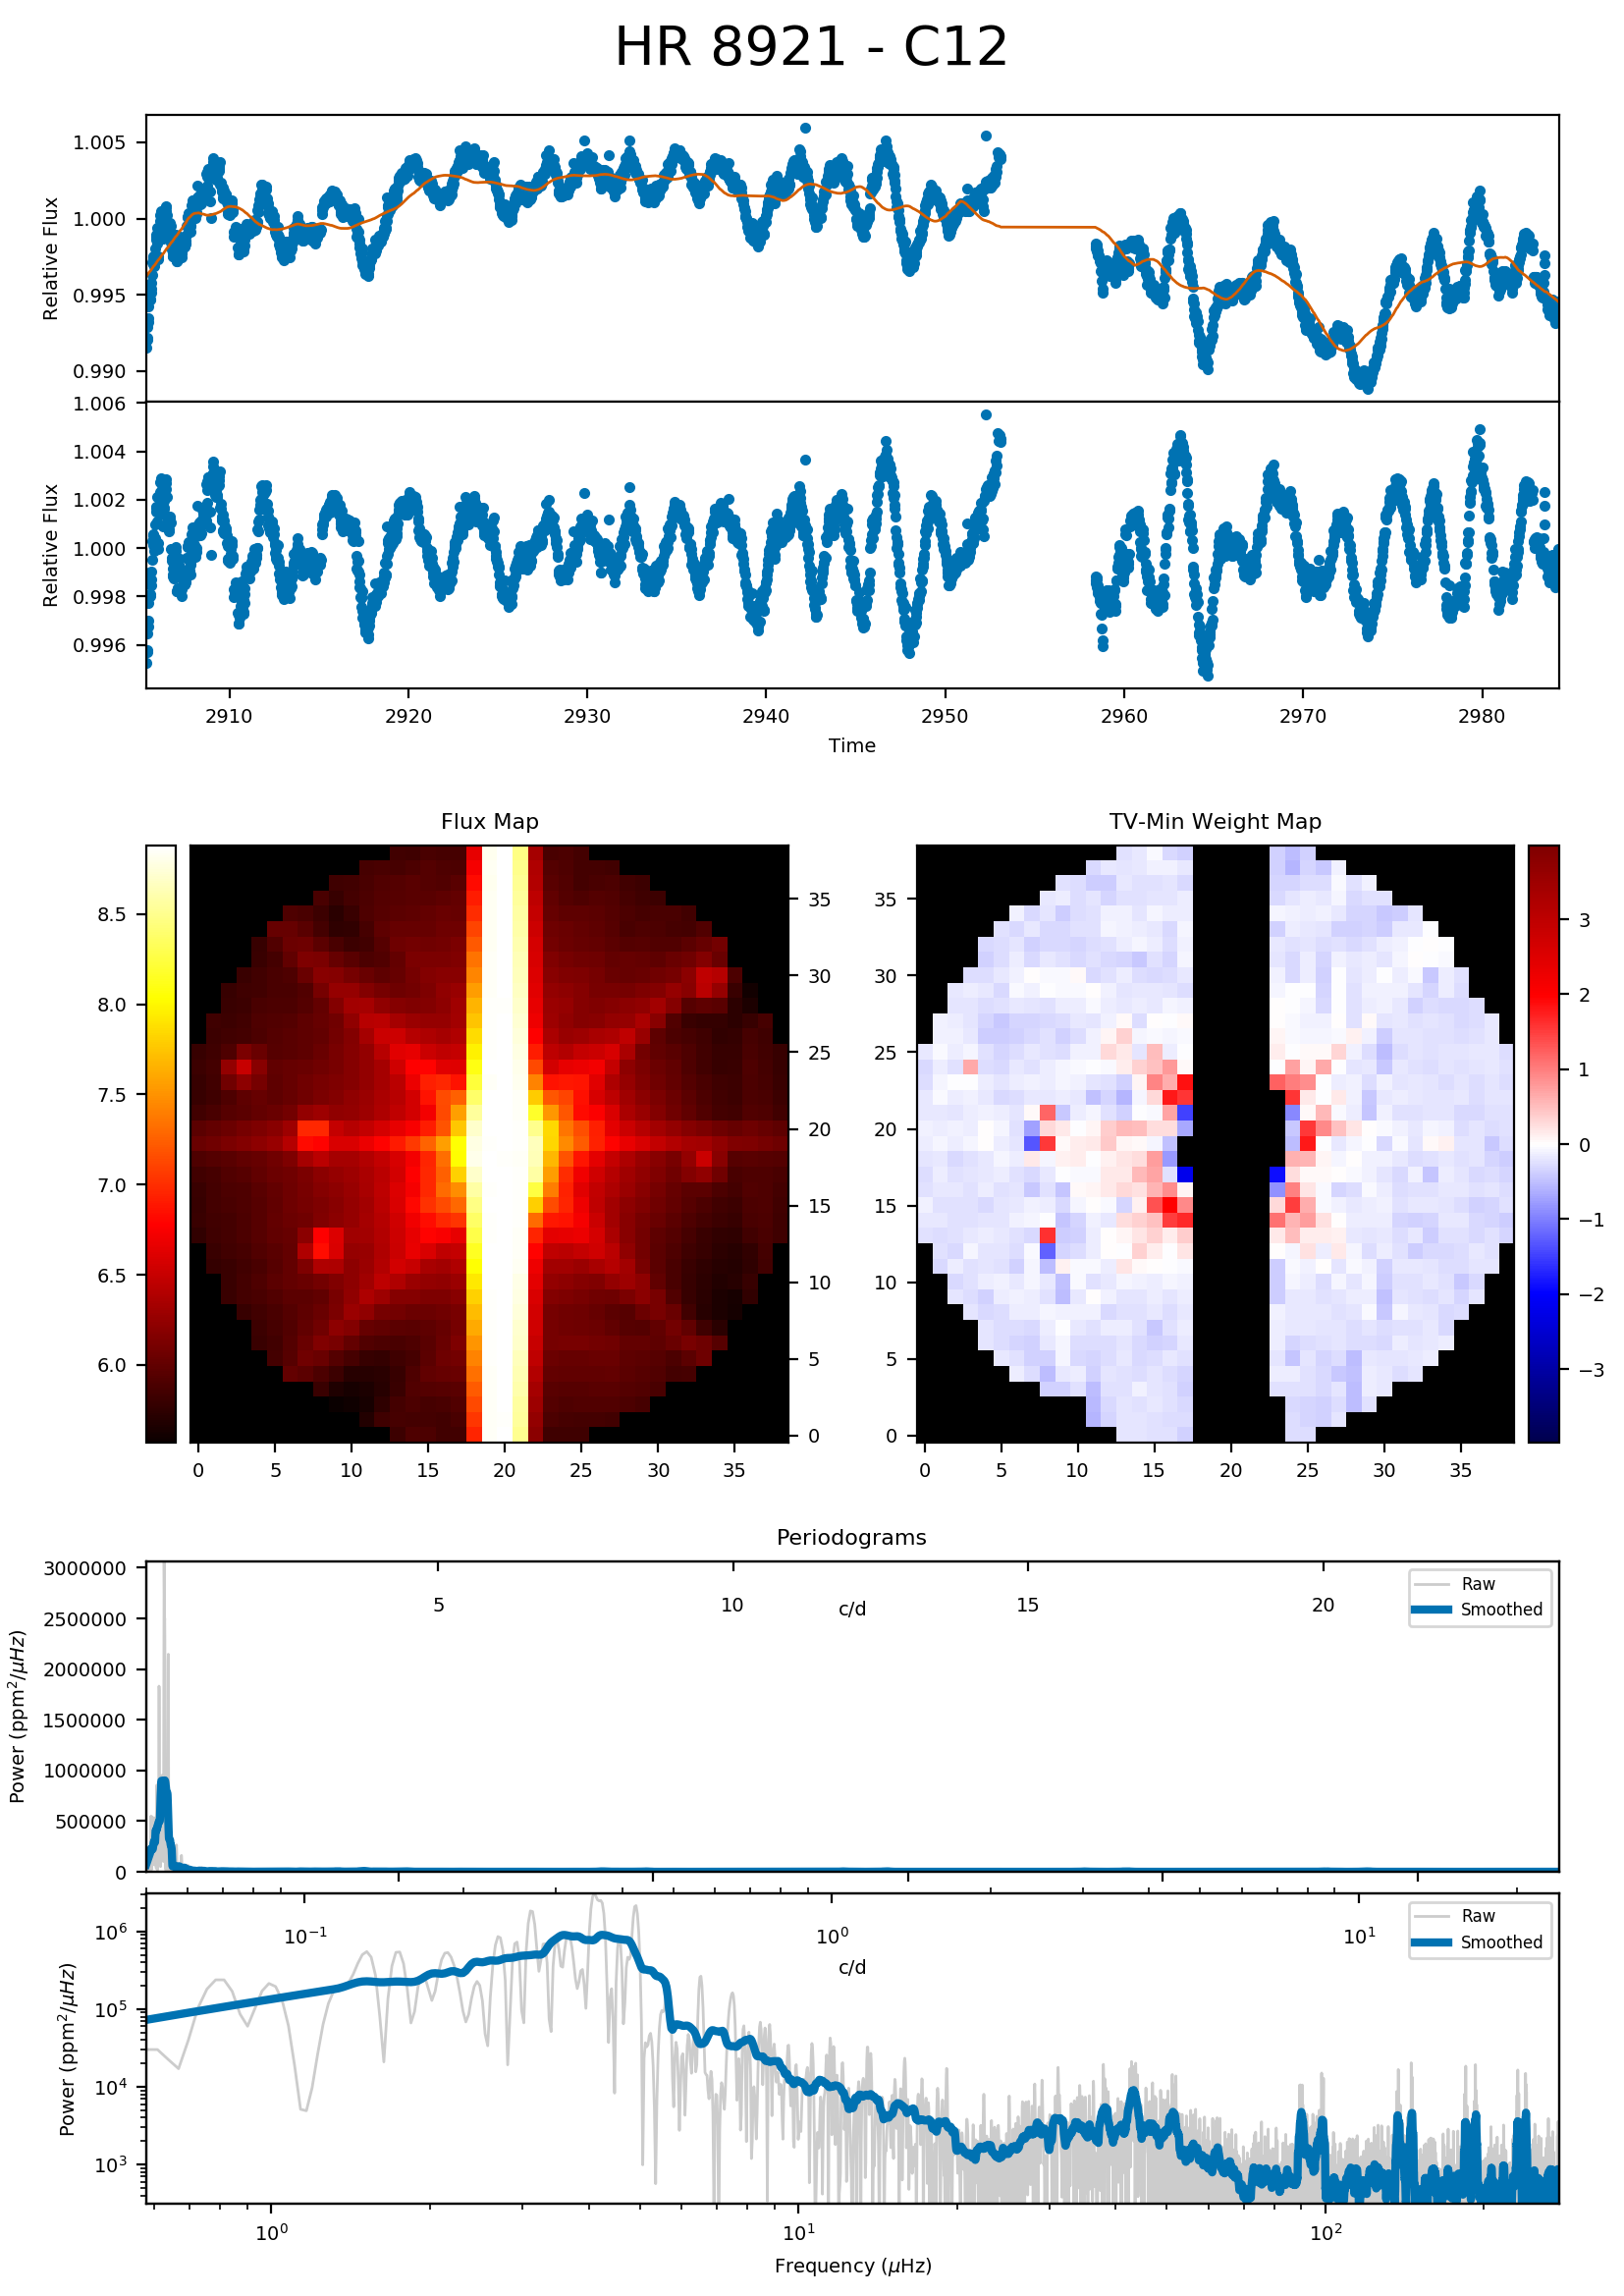 HR 8921 - C12
1.005
1.000
0.995
0.990
Relative Flux
1.006
1.004
1.002
1.000
0.998
0.996
Relative Flux
2910 2920 2930 2940 2950 2960 2970 2980
Time
Flux Map
8.5
8.0
7.5
7.0
6.5
6.0
35
30
25
20
15
10
5
0
0 5 10 15 20 25 30 35
TV-Min Weight Map
35
30
25
20
15
10
5
0
0 5 10 15 20 25 30 35
3
2
1
0
−1
−2
−3
Periodograms
3000000
2500000
2000000
1500000
1000000
500000
0
Power (ppm²/μHz)
5 10 15 20
c/d
Raw
Smoothed
10⁶
10⁵
10⁴
10³
Power (ppm²/μHz)
10⁻¹ 10⁰ 10¹
c/d
Raw
Smoothed
10⁰ 10¹ 10²
Frequency (μHz)